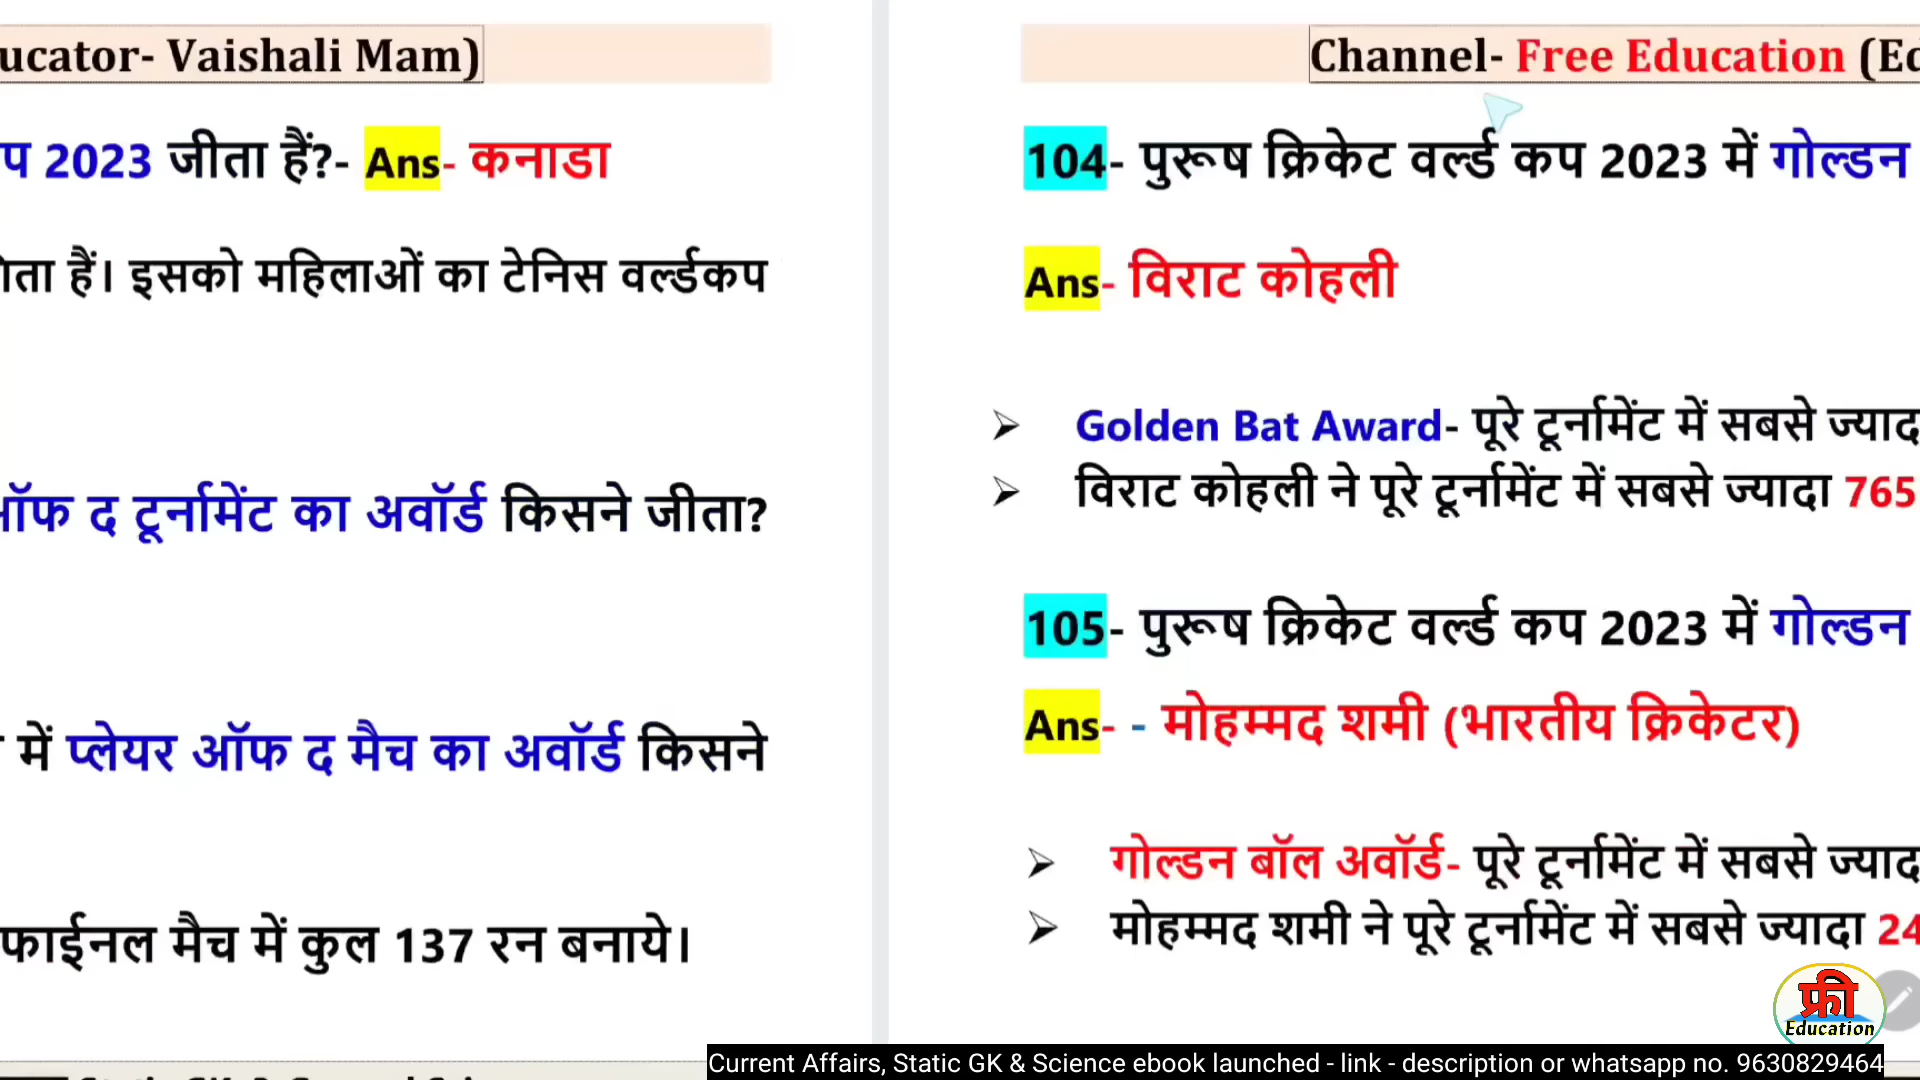 ucator- Vaishali Mam)
प 2023 जीता हैं?- Ans- कनाडा
ता हैं। इसको महिलाओं का टेनिस वर्ल्डकप
ऑफ द टूर्नामेंट का अवॉर्ड किसने जीता?
में प्लेयर ऑफ द मैच का अवॉर्ड किसने
फाईनल मैच में कुल 137 रन बनाये।
Channel- Free Education (Ed
104- पुरूष क्रिकेट वर्ल्ड कप 2023 में गोल्डन
Ans- विराट कोहली
➢ Golden Bat Award- पूरे टूर्नामेंट में सबसे ज्याद
➢ विराट कोहली ने पूरे टूर्नामेंट में सबसे ज्यादा 765
105- पुरूष क्रिकेट वर्ल्ड कप 2023 में गोल्डन
Ans- - मोहम्मद शमी (भारतीय क्रिकेटर)
➢ गोल्डन बॉल अवॉर्ड- पूरे टूर्नामेंट में सबसे ज्याद
➢ मोहम्मद शमी ने पूरे टूर्नामेंट में सबसे ज्यादा 24
फ्री
Education
Current Affairs, Static GK & Science ebook launched - link - description or whatsapp no. 9630829464